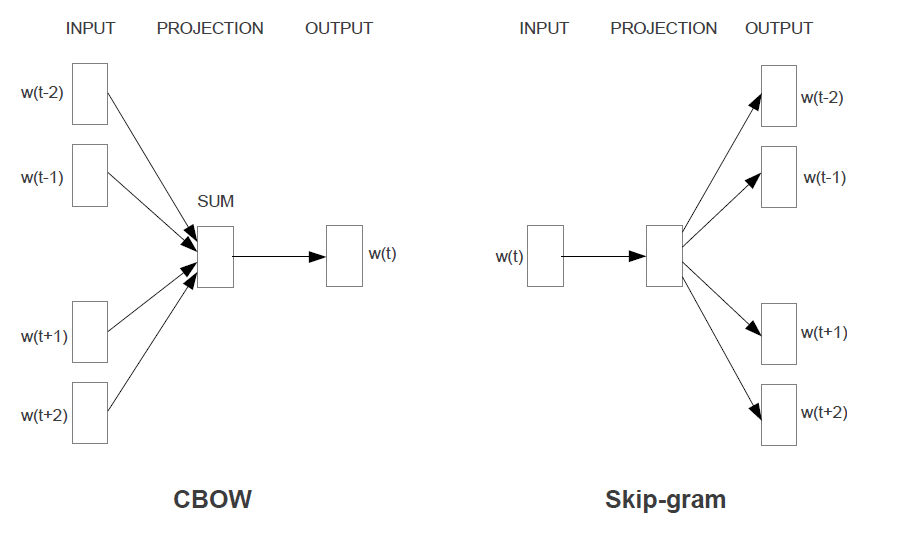 INPUT PROJECTION OUTPUT
w(t-2)
w(t-1)
SUM
w(t)
w(t+1)
w(t+2)
CBOW
INPUT PROJECTION OUTPUT
w(t-2)
w(t-1)
w(t)
w(t+1)
w(t+2)
Skip-gram